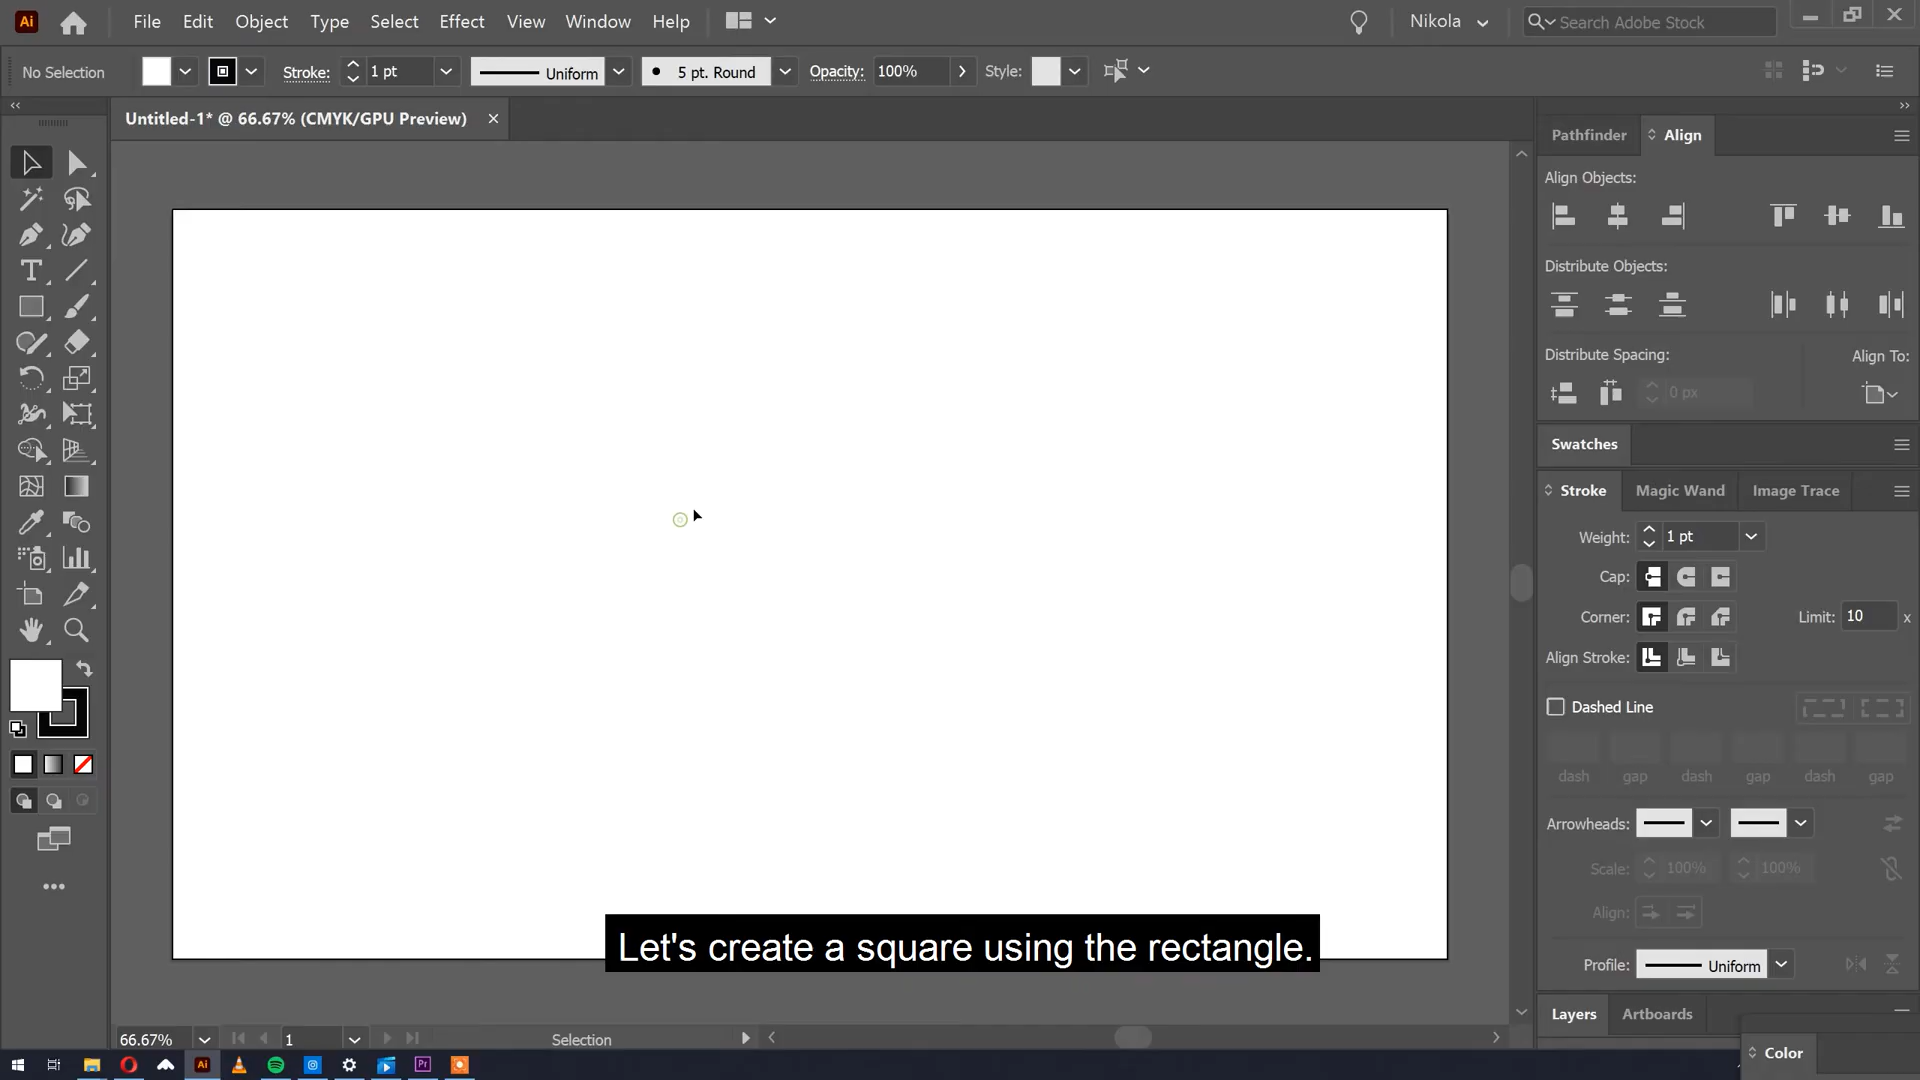 Ai File Edit Object Type Select Effect View Window Help Nikola Search Adobe Stock
No Selection Stroke: 1 pt Uniform 5 pt. Round Opacity: 100% Style:
Untitled-1* @ 66.67% (CMYK/GPU Preview)
Pathfinder Align
Align Objects:
Distribute Objects:
Distribute Spacing: Align To:
0 px
Swatches
Stroke Magic Wand Image Trace
Weight: 1 pt
Cap:
Corner: Limit: 10 x
Align Stroke:
Dashed Line
dash gap dash gap dash gap
Arrowheads:
Scale: 100% 100%
Align:
Let's create a square using the rectangle.
Profile: Uniform
Layers Artboards
66.67% 1 Selection
Color
Ai Pr